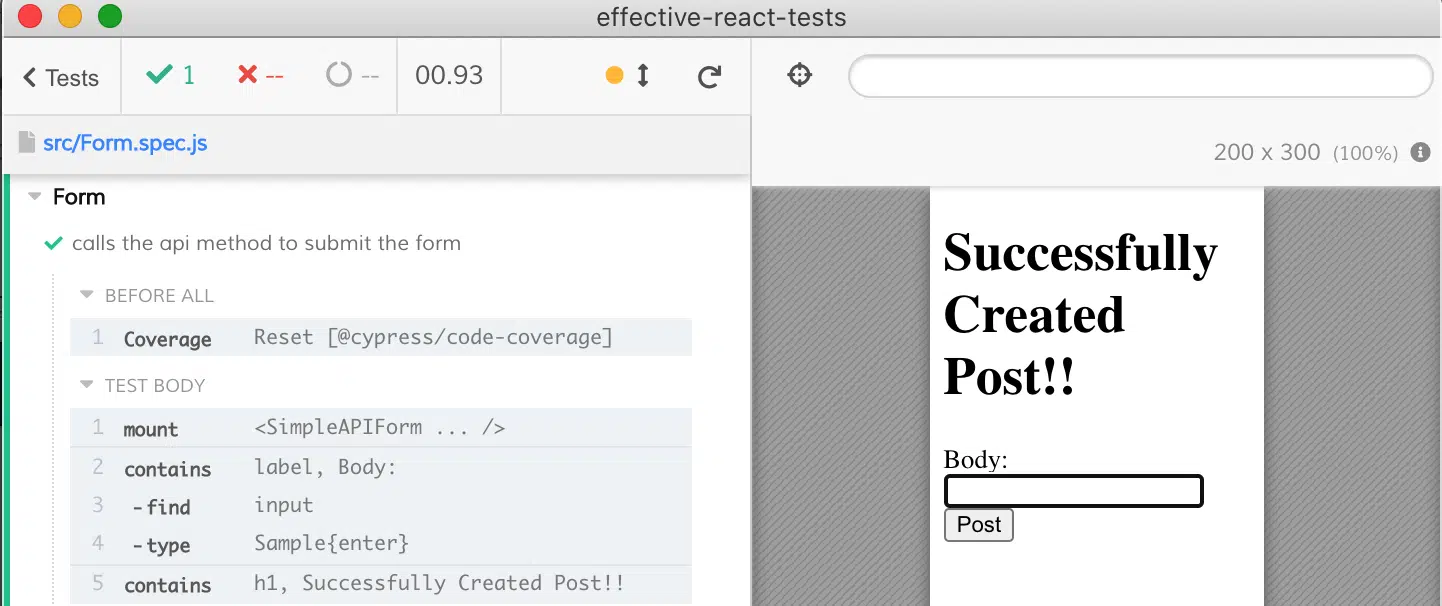 effective-react-tests
Tests 1 -- -- 00.93
src/Form.spec.js
200 x 300 (100%)
Form
calls the api method to submit the form
BEFORE ALL
1 Coverage Reset [@cypress/code-coverage]
TEST BODY
1 mount <SimpleAPIForm ... />
2 contains label, Body:
3 -find input
4 -type Sample{enter}
5 contains h1, Successfully Created Post!!
Successfully
Created
Post!!
Body:
Post